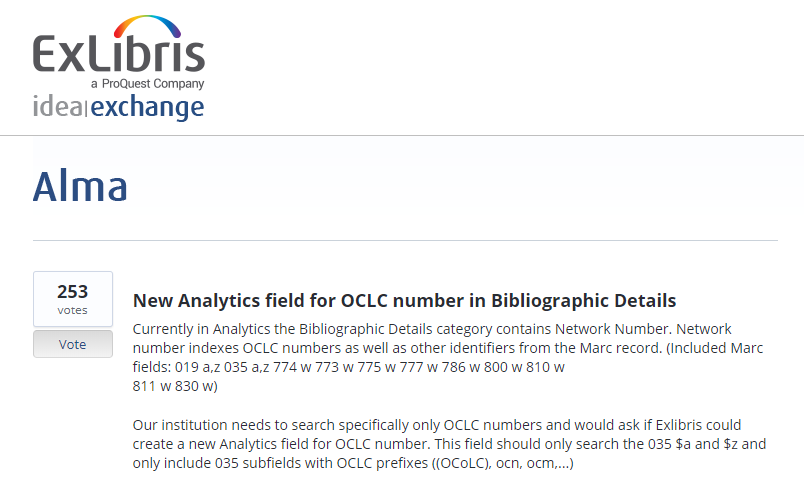 ExLibris
a ProQuest Company
idea|exchange
Alma
253
votes
Vote
New Analytics field for OCLC number in Bibliographic Details
Currently in Analytics the Bibliographic Details category contains Network Number. Network
number indexes OCLC numbers as well as other identifiers from the Marc record. (Included Marc
fields: 019 a,z 035 a,z 774 w 773 w 775 w 777 w 786 w 800 w 810 w
811 w 830 w)
Our institution needs to search specifically only OCLC numbers and would ask if Exlibris could
create a new Analytics field for OCLC number. This field should only search the 035 $a and $z and
only include 035 subfields with OCLC prefixes ((OCoLC), ocn, ocm,...)